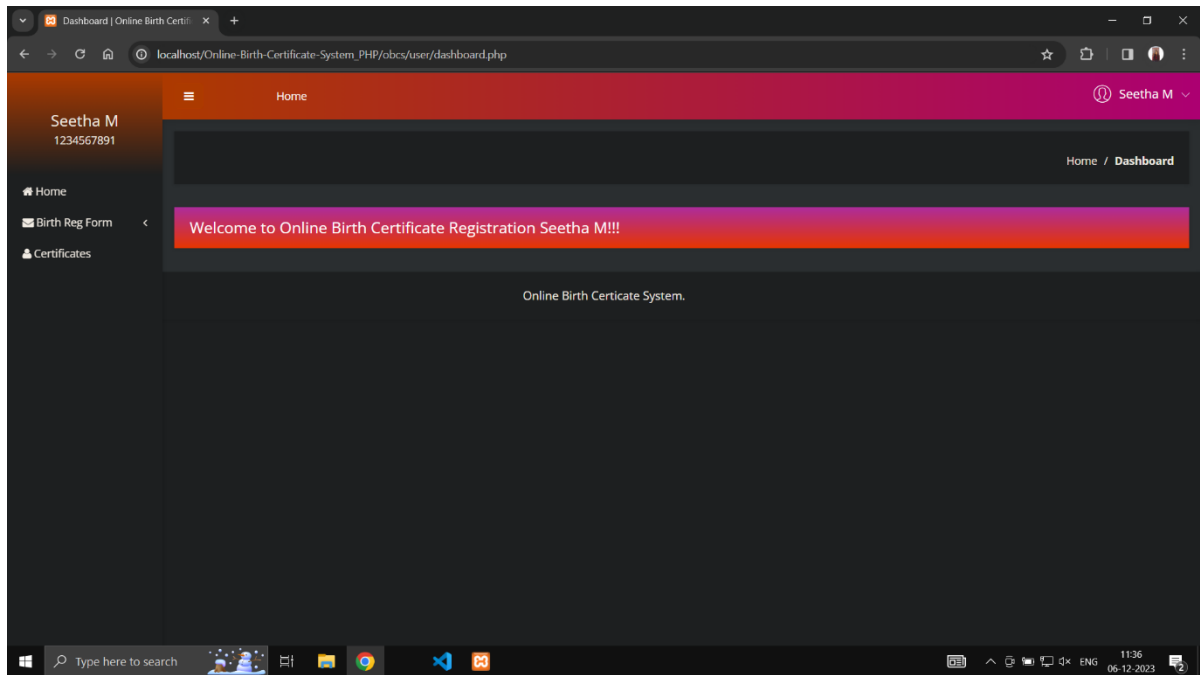 Dashboard | Online Birth Certifi
localhost/Online-Birth-Certificate-System_PHP/obcs/user/dashboard.php
Seetha M
1234567891
Home
Seetha M
Home / Dashboard
Home
Birth Reg Form
Certificates
Welcome to Online Birth Certificate Registration Seetha M!!!
Online Birth Certicate System.
Type here to search
ENG
11:36
06-12-2023
2